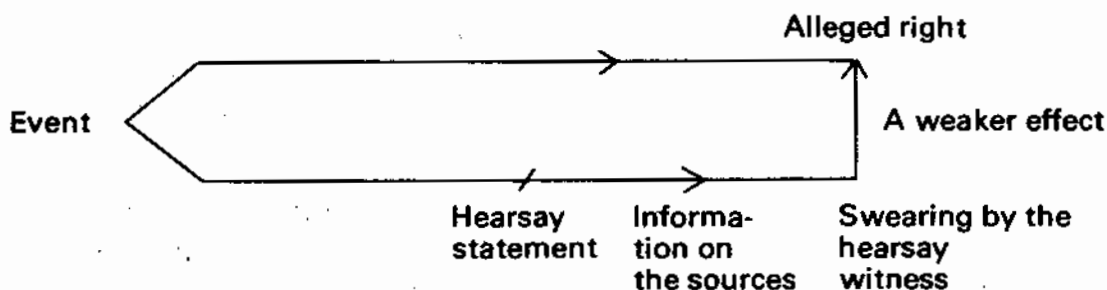 Alleged right
Event
A weaker effect
Hearsay
statement
Informa-
tion on
the sources
Swearing by the
hearsay
witness